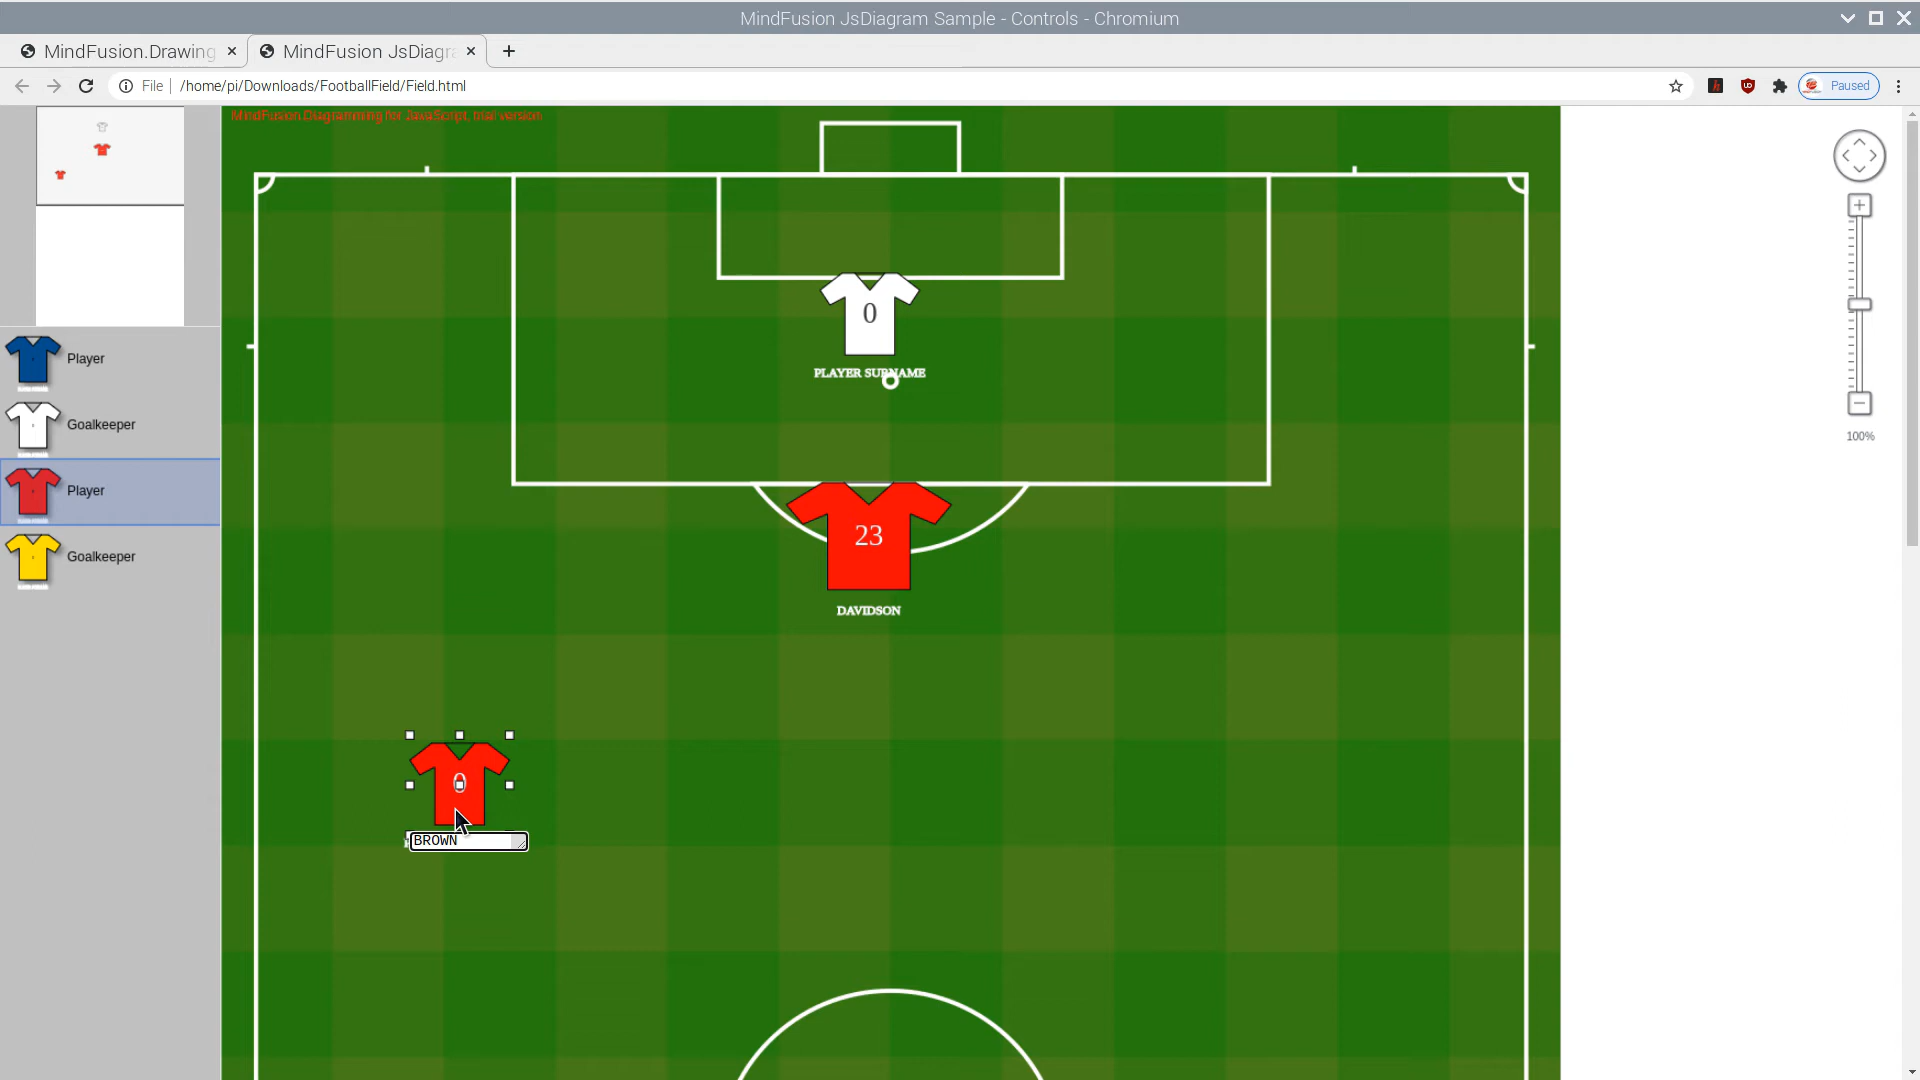 MindFusion JsDiagram Sample - Controls - Chromium
MindFusion.Drawing
MindFusion JsDiagra
File
/home/pi/Downloads/FootballField/Field.html
Paused
MindFusion.Diagramming for JavaScript, trial version
0
PLAYER SURNAME
Player
Goalkeeper
Player
Goalkeeper
100%
23
DAVIDSON
0
BROWN